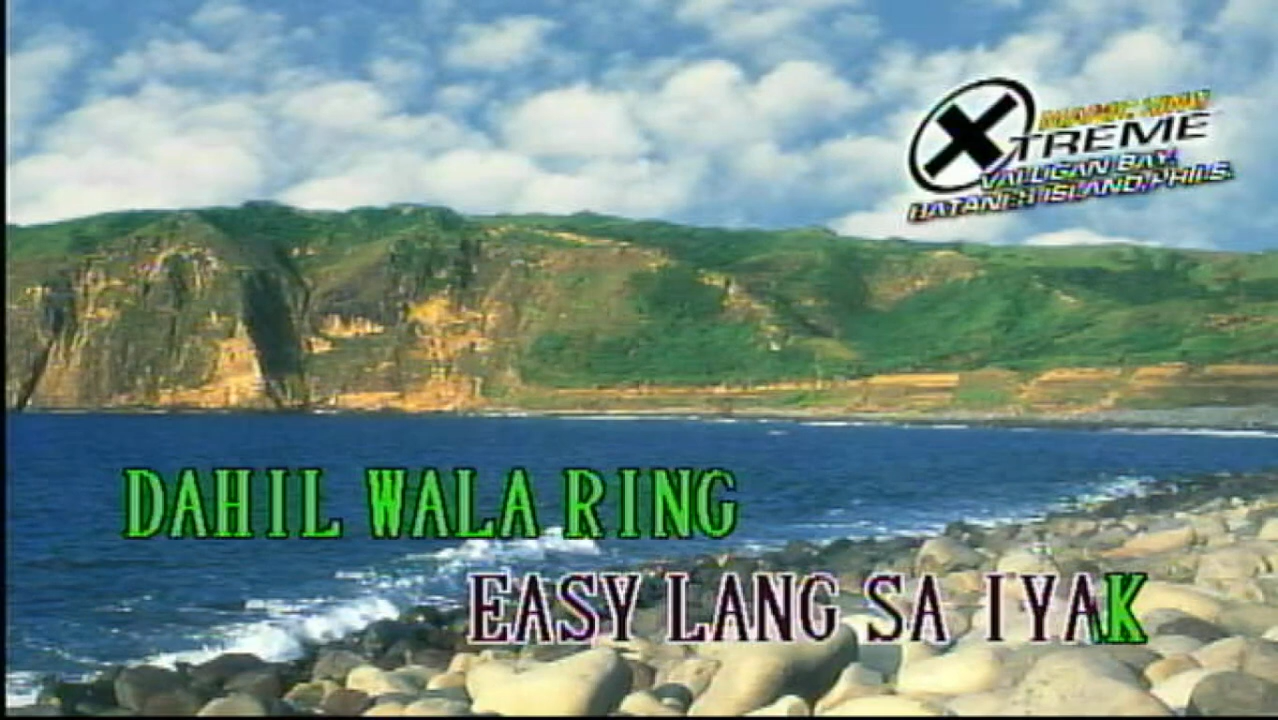 XTREME
VALUGAN BAY,
BATANES ISLAND, PHILS.
DAHIL WALA RING
EASY LANG SA IYAK